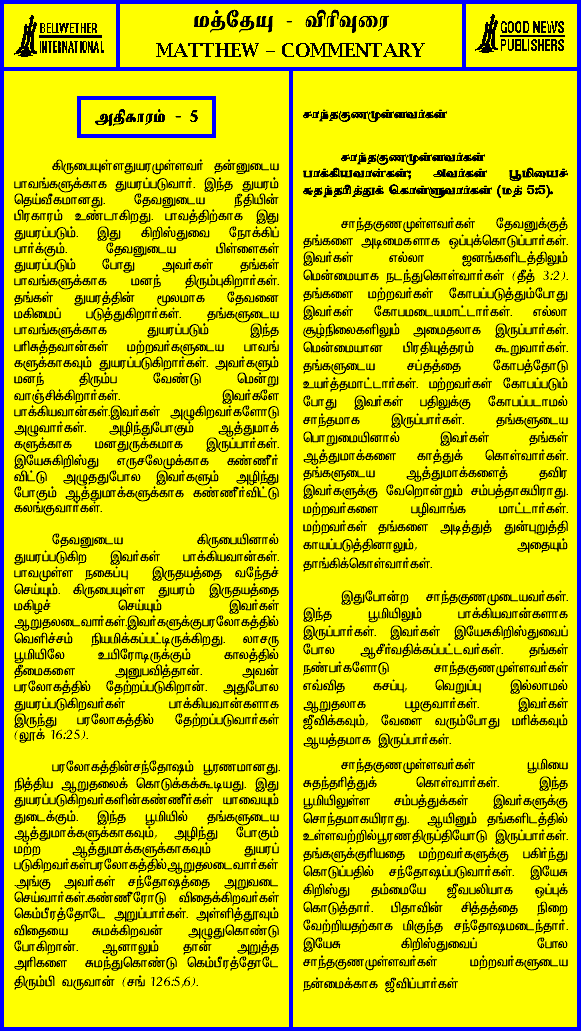 BELWETHER
INTERNATIONAL
மத்தேயு - விரிவுரை
MATTHEW – COMMENTARY
GOOD NEWS
PUBLISHERS
அதிகாரம் - 5
கிருபையுள்ளதுயரமுள்ளவர் தன்னுடைய
பாவங்களுக்காக துயரப்படுவார். இந்த துயரம்
தெய்வீகமானது. தேவனுடைய நீதியின்
பிரகாரம் உண்டாகிறது. பாவத்திற்காக இது
துயரப்படும். இது கிறிஸ்துவை நோக்கிப்
பார்க்கும். தேவனுடைய பிள்ளைகள்
துயரப்படும் போது அவர்கள் தங்கள்
பாவங்களுக்காக மனந் திரும்புகிறார்கள்.
தங்கள் துயரத்தின் மூலமாக தேவனை
மகிமைப் படுத்துகிறார்கள். தங்களுடைய
பாவங்களுக்காக துயரப்படும் இந்த
பரிசுத்தவான்கள் மற்றவர்களுடைய பாவங்
களுக்காகவும் துயரப்படுகிறார்கள். அவர்களும்
மனந் திரும்ப வேண்டு மென்று
வாஞ்சிக்கிறார்கள். இவர்களே
பாக்கியவான்கள்.இவர்கள் அழுகிறவர்களோடு
அழுவார்கள். அழிந்துபோகும் ஆத்துமாக்
களுக்காக மனதுருக்கமாக இருப்பார்கள்.
இயேசுகிறிஸ்து எருசலேமுக்காக கண்ணீர்
விட்டு அழுததுபோல இவர்களும் அழிந்து
போகும் ஆத்துமாக்களுக்காக கண்ணீர்விட்டு
கலங்குவார்கள்.
தேவனுடைய கிருபையினால்
துயரப்படுகிற இவர்கள் பாக்கியவான்கள்.
பாவமுள்ள நகைப்பு இருதயத்தை வந்தேச்
செய்யும். கிருபையுள்ள துயரம் இருதயத்தை
மகிழச் செய்யும் இவர்கள்
ஆறுதலடைவார்கள்.இவர்களுக்குபரலோகத்தில்
வெளிச்சம் நியமிக்கப்பட்டிருக்கிறது. லாசரு
பூமியிலே உயிரோடிருக்கும் காலத்தில்
தீமைகளை அனுபவித்தான். அவன்
பரலோகத்தில் தேற்றப்படுகிறான். அதுபோல
துயரப்படுகிறவர்கள் பாக்கியவான்களாக
இருந்து பரலோகத்தில் தேற்றப்படுவார்கள்
(லூக் 16:25).
பரலோகத்தின்சந்தோஷம் பூரணமானது.
நித்திய ஆறுதலைக் கொடுக்கக்கூடியது. இது
துயரப்படுகிறவர்களின்கண்ணீர்கள் யாவையும்
துடைக்கும். இந்த பூமியில் தங்களுடைய
ஆத்துமாக்களுக்காகவும், அழிந்து போகும்
மற்ற ஆத்துமாக்களுக்காகவும் துயரப்
படுகிறவர்கள்பரலோகத்தில்ஆறுதலடைவார்கள்
அங்கு அவர்கள் சந்தோஷத்தை அறுவடை
செய்வார்கள்.கண்ணீரோடு விதைக்கிறவர்கள்
கெம்பீரத்தோடே அறுப்பார்கள். அள்ளித்தூவும்
விதையை சுமக்கிறவன் அழுதுகொண்டு
போகிறான். ஆனாலும் தான் அறுத்த
அரிகளை சுமந்துகொண்டு கெம்பீரத்தோடே
திரும்பி வருவான் (சங் 126:5,6).
சாந்தகுணமுள்ளவர்கள்
சாந்தகுணமுள்ளவர்கள்
பாக்கியவான்கள்; அவர்கள் பூமியைச்
சுதந்தரித்துக் கொள்ளுவார்கள் (மத் 5:5).
சாந்தகுணமுள்ளவர்கள் தேவனுக்குத்
தங்களை அடிமைகளாக ஒப்புக்கொடுப்பார்கள்.
இவர்கள் எல்லா ஜனங்களிடத்திலும்
மென்மையாக நடந்துகொள்வார்கள் (தீத் 3:2).
தங்களை மற்றவர்கள் கோபப்படுத்தும்போது
இவர்கள் கோபமடையமாட்டார்கள். எல்லா
சூழ்நிலைகளிலும் அமைதலாக இருப்பார்கள்.
மென்மையான பிரதியுத்தரம் கூறுவார்கள்.
தங்களுடைய சப்தத்தை கோபத்தோடு
உயர்த்தமாட்டார்கள். மற்றவர்கள் கோபப்படும்
போது இவர்கள் பதிலுக்கு கோபப்படாமல்
சாந்தமாக இருப்பார்கள். தங்களுடைய
பொறுமையினால் இவர்கள் தங்கள்
ஆத்துமாக்களை காத்துக் கொள்வார்கள்.
தங்களுடைய ஆத்துமாக்களைத் தவிர
இவர்களுக்கு வேறொன்றும் சம்பத்தாகயிராது.
மற்றவர்களை பழிவாங்க மாட்டார்கள்.
மற்றவர்கள் தங்களை அடித்துத் துன்புறுத்தி
காயப்படுத்தினாலும், அதையும்
தாங்கிக்கொள்வார்கள்.
இதுபோன்ற சாந்தகுணமுடையவர்கள்.
இந்த பூமியிலும் பாக்கியவான்களாக
இருப்பார்கள். இவர்கள் இயேசுகிறிஸ்துவைப்
போல ஆசீர்வதிக்கப்பட்டவர்கள். தங்கள்
நண்பர்களோடு சாந்தகுணமுள்ளவர்கள்
எவ்வித கசப்பு, வெறுப்பு இல்லாமல்
ஆறுதலாக பழகுவார்கள். இவர்கள்
ஜீவிக்கவும், வேளை வரும்போது மரிக்கவும்
ஆயத்தமாக இருப்பார்கள்.
சாந்தகுணமுள்ளவர்கள் பூமியை
சுதந்தரித்துக் கொள்வார்கள். இந்த
பூமியிலுள்ள சம்பத்துக்கள் இவர்களுக்கு
சொந்தமாகயிராது. ஆயினும் தங்களிடத்தில்
உள்ளவற்றில்பூரணதிருப்தியோடு இருப்பார்கள்.
தங்களுக்குரியதை மற்றவர்களுக்கு பகிர்ந்து
கொடுப்பதில் சந்தோஷப்படுவார்கள். இயேசு
கிறிஸ்து தம்மையே ஜீவபலியாக ஒப்புக்
கொடுத்தார். பிதாவின் சித்தத்தை நிறை
வேற்றியதற்காக மிகுந்த சந்தோஷமடைந்தார்.
இயேசு கிறிஸ்துவைப் போல
சாந்தகுணமுள்ளவர்கள் மற்றவர்களுடைய
நன்மைக்காக ஜீவிப்பார்கள்